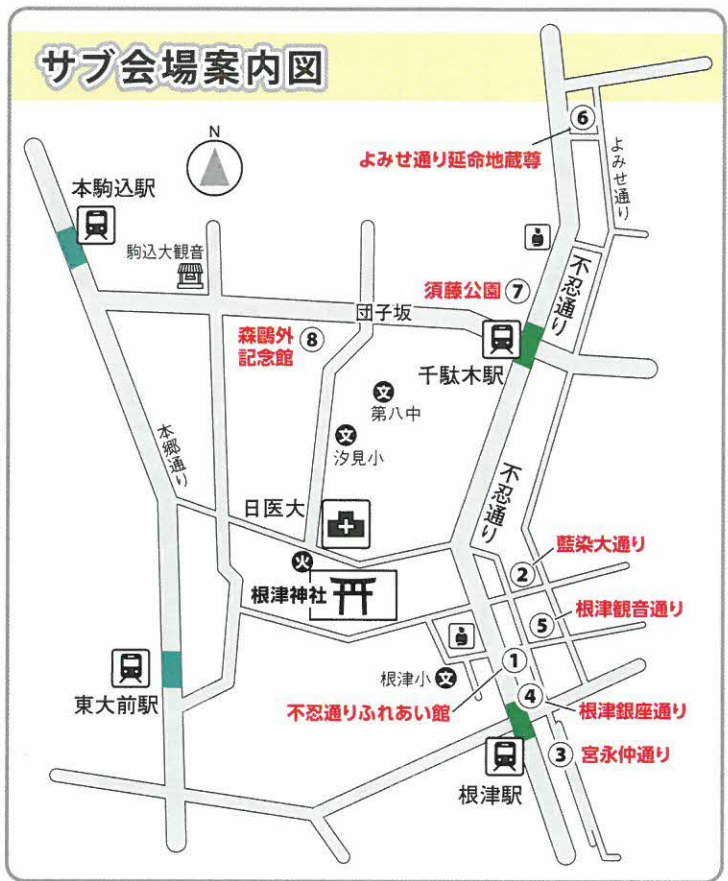 サブ会場案内図
N
⑥
よみせ通り延命地蔵尊
よみせ通り
本駒込駅
駒込大観音
須藤公園 ⑦
不忍通り
団子坂
森鷗外
記念館 ⑧
千駄木駅
文
第八中
文
汐見小
本郷通り
不忍通り
日医大
火
根津神社
② 藍染大通り
⑤ 根津観音通り
①
根津小 文
不忍通りふれあい館
④ 根津銀座通り
東大前駅
③ 宮永仲通り
根津駅